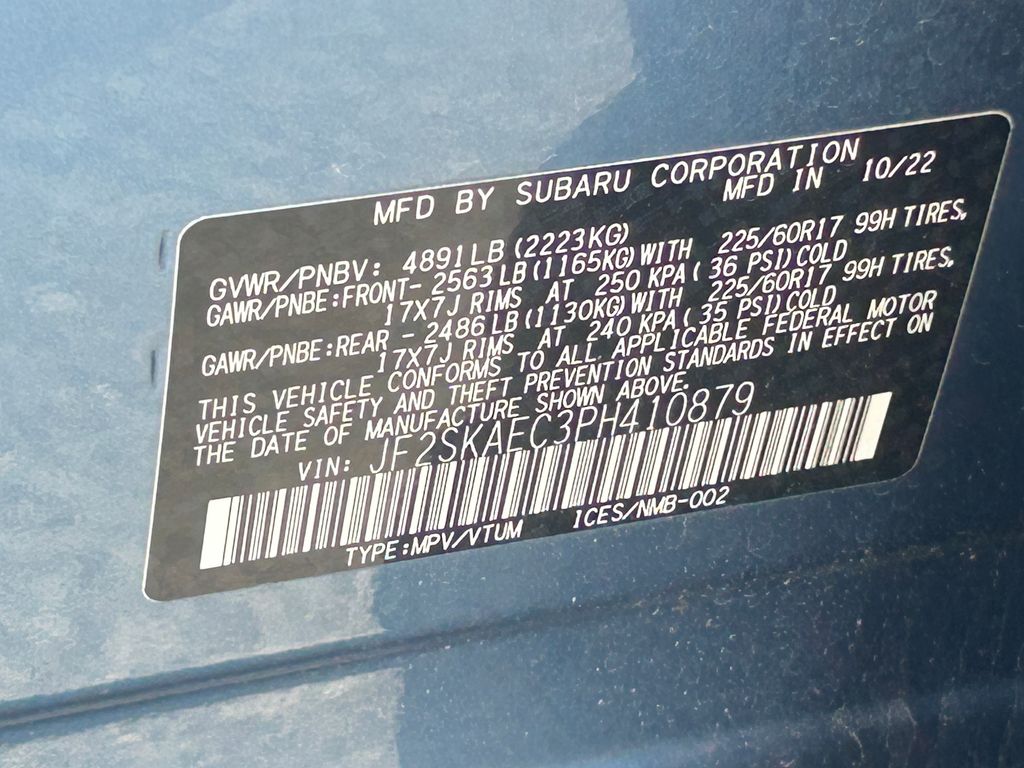 MFD BY SUBARU CORPORATION
MFD IN 10/22
GVWR/PNBV: 4891LB(2223KG)
GAWR/PNBE:FRONT- 2563LB(1165KG)WITH 225/60R17 99H TIRES,
17X7J RIMS AT 250 KPA( 36 PSI)COLD
GAWR/PNBE:REAR - 2486LB(1130KG)WITH 225/60R17 99H TIRES,
17X7J RIMS AT 240 KPA( 35 PSI)COLD
THIS VEHICLE CONFORMS TO ALL APPLICABLE FEDERAL MOTOR
VEHICLE SAFETY AND THEFT PREVENTION STANDARDS IN EFFECT ON
THE DATE OF MANUFACTURE SHOWN ABOVE.
VIN: JF2SKAEC3PH410879
TYPE:MPV/VTUM ICES/NMB-002